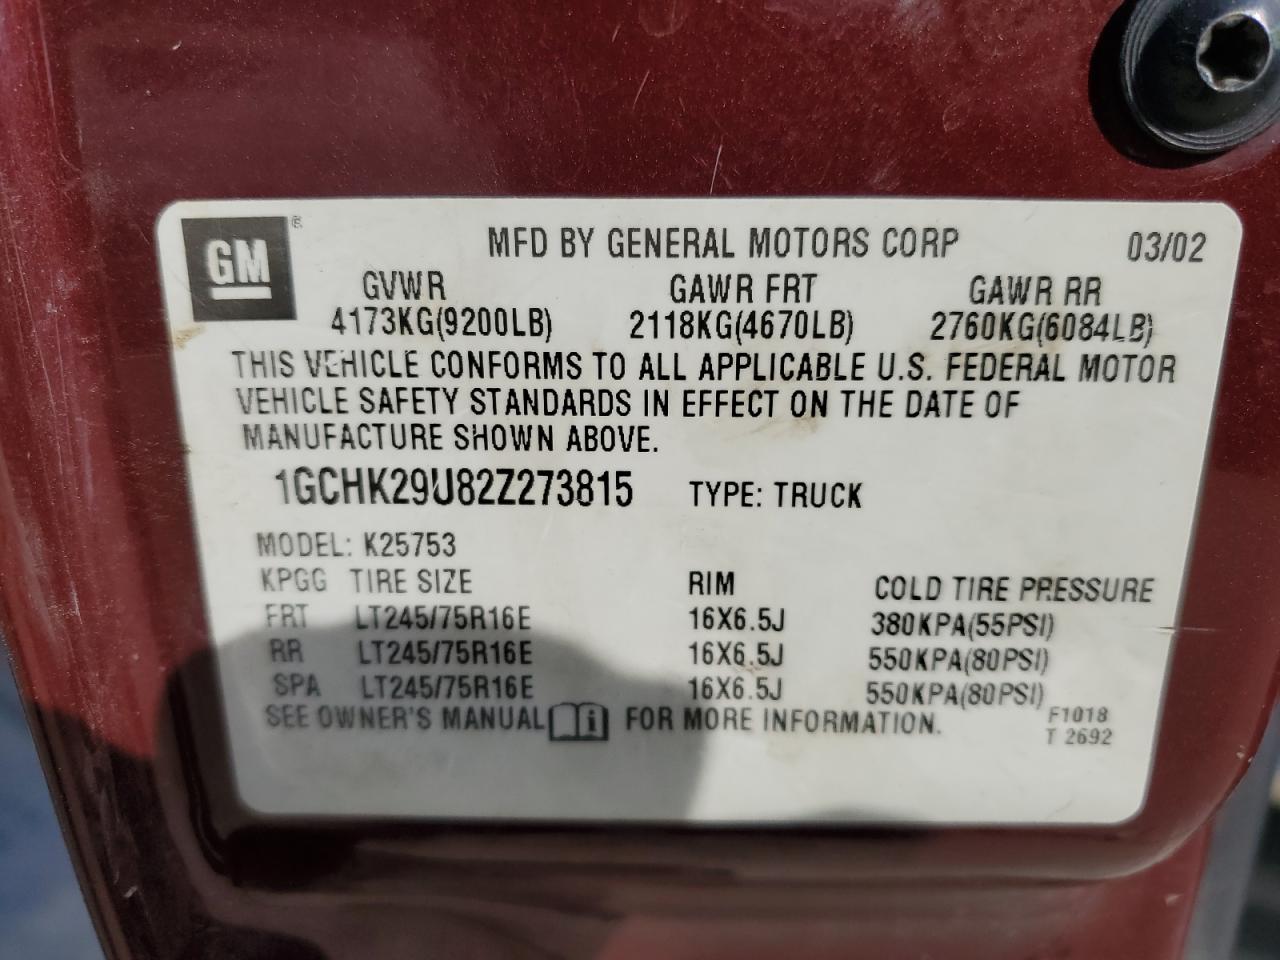 GM ®
MFD BY GENERAL MOTORS CORP 03/02
GVWR GAWR FRT GAWR RR
4173KG(9200LB) 2118KG(4670LB) 2760KG(6084LB)
THIS VEHICLE CONFORMS TO ALL APPLICABLE U.S. FEDERAL MOTOR
VEHICLE SAFETY STANDARDS IN EFFECT ON THE DATE OF
MANUFACTURE SHOWN ABOVE.
1GCHK29U82Z273815 TYPE: TRUCK
MODEL: K25753
KPGG TIRE SIZE RIM COLD TIRE PRESSURE
FRT LT245/75R16E 16X6.5J 380KPA(55PSI)
RR LT245/75R16E 16X6.5J 550KPA(80PSI)
SPA LT245/75R16E 16X6.5J 550KPA(80PSI)
SEE OWNER'S MANUAL i FOR MORE INFORMATION. F1018
T 2692